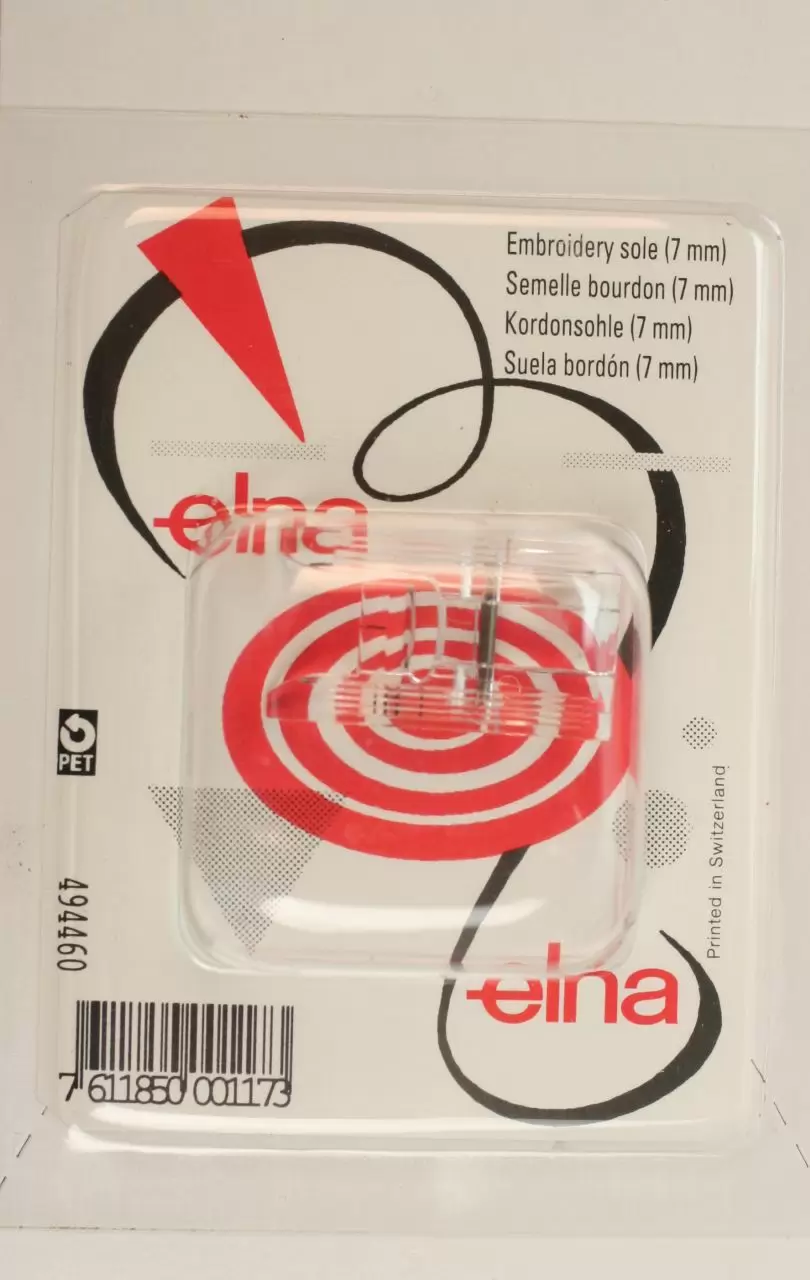 Embroidery sole (7 mm)
Semelle bourdon (7 mm)
Kordonsohle (7 mm)
Suela bordón (7 mm)
elna
PET
494460
Printed in Switzerland
elna
7 611850 001173